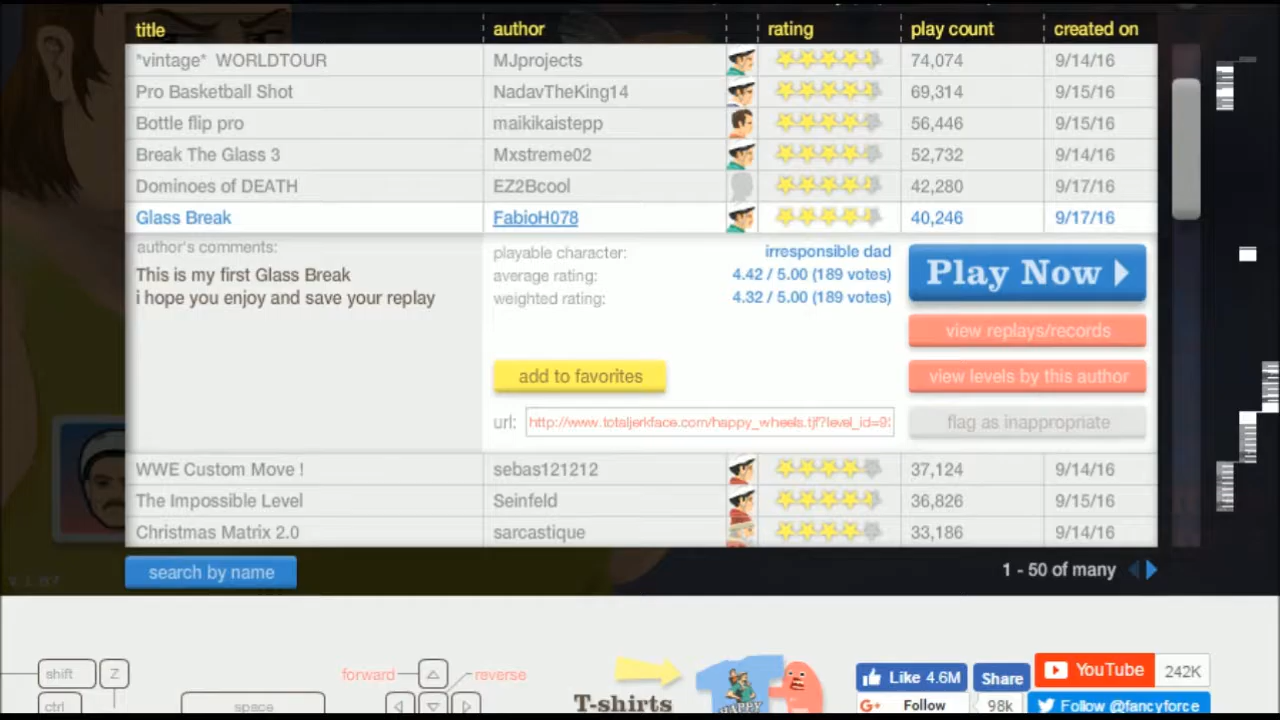 title author rating play count created on
"vintage" WORLDTOUR MJprojects 74,074 9/14/16
Pro Basketball Shot NadavTheKing14 69,314 9/15/16
Bottle flip pro maikikaistepp 56,446 9/15/16
Break The Glass 3 Mxstreme02 52,732 9/14/16
Dominoes of DEATH EZ2Bcool 42,280 9/17/16
Glass Break FabioH078 40,246 9/17/16
author's comments:
This is my first Glass Break
i hope you enjoy and save your replay
playable character: irresponsible dad
average rating: 4.42 / 5.00 (189 votes)
weighted rating: 4.32 / 5.00 (189 votes)
Play Now
view replays/records
add to favorites
view levels by this author
url: http://www.totaljerkface.com/happy_wheels.tjf?level_id=9
flag as inappropriate
WWE Custom Move ! sebas121212 37,124 9/14/16
The Impossible Level Seinfeld 36,826 9/15/16
Christmas Matrix 2.0 sarcastique 33,186 9/14/16
search by name
1 - 50 of many
shift Z
forward
reverse
ctrl
space
T-shirts
HAPPY
Like 4.6M
Share
YouTube 242K
G+ Follow 98k
Follow @fancyforce